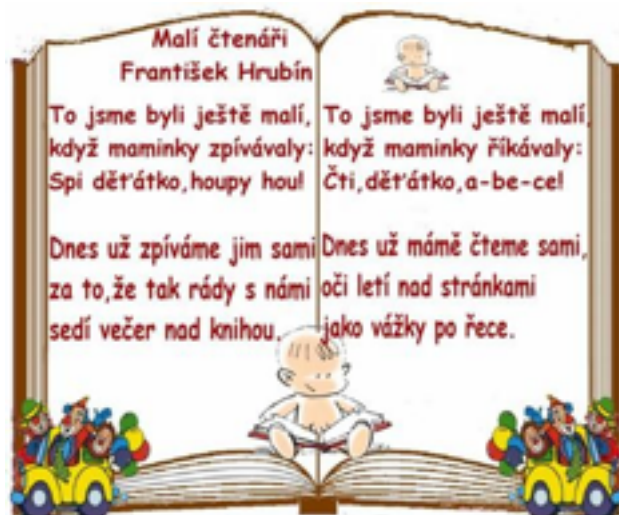 Malí čtenáři
František Hrubín
To jsme byli ještě malí,
když maminky zpívávaly:
Spi děťátko,houpy hou!
Dnes už zpíváme jim sami
za to,že tak rády s námi
sedí večer nad knihou.
To jsme byli ještě malí,
když maminky říkávaly:
Čti,děťátko,a-be-ce!
Dnes už mámě čteme sami,
oči letí nad stránkami
jako vážky po řece.